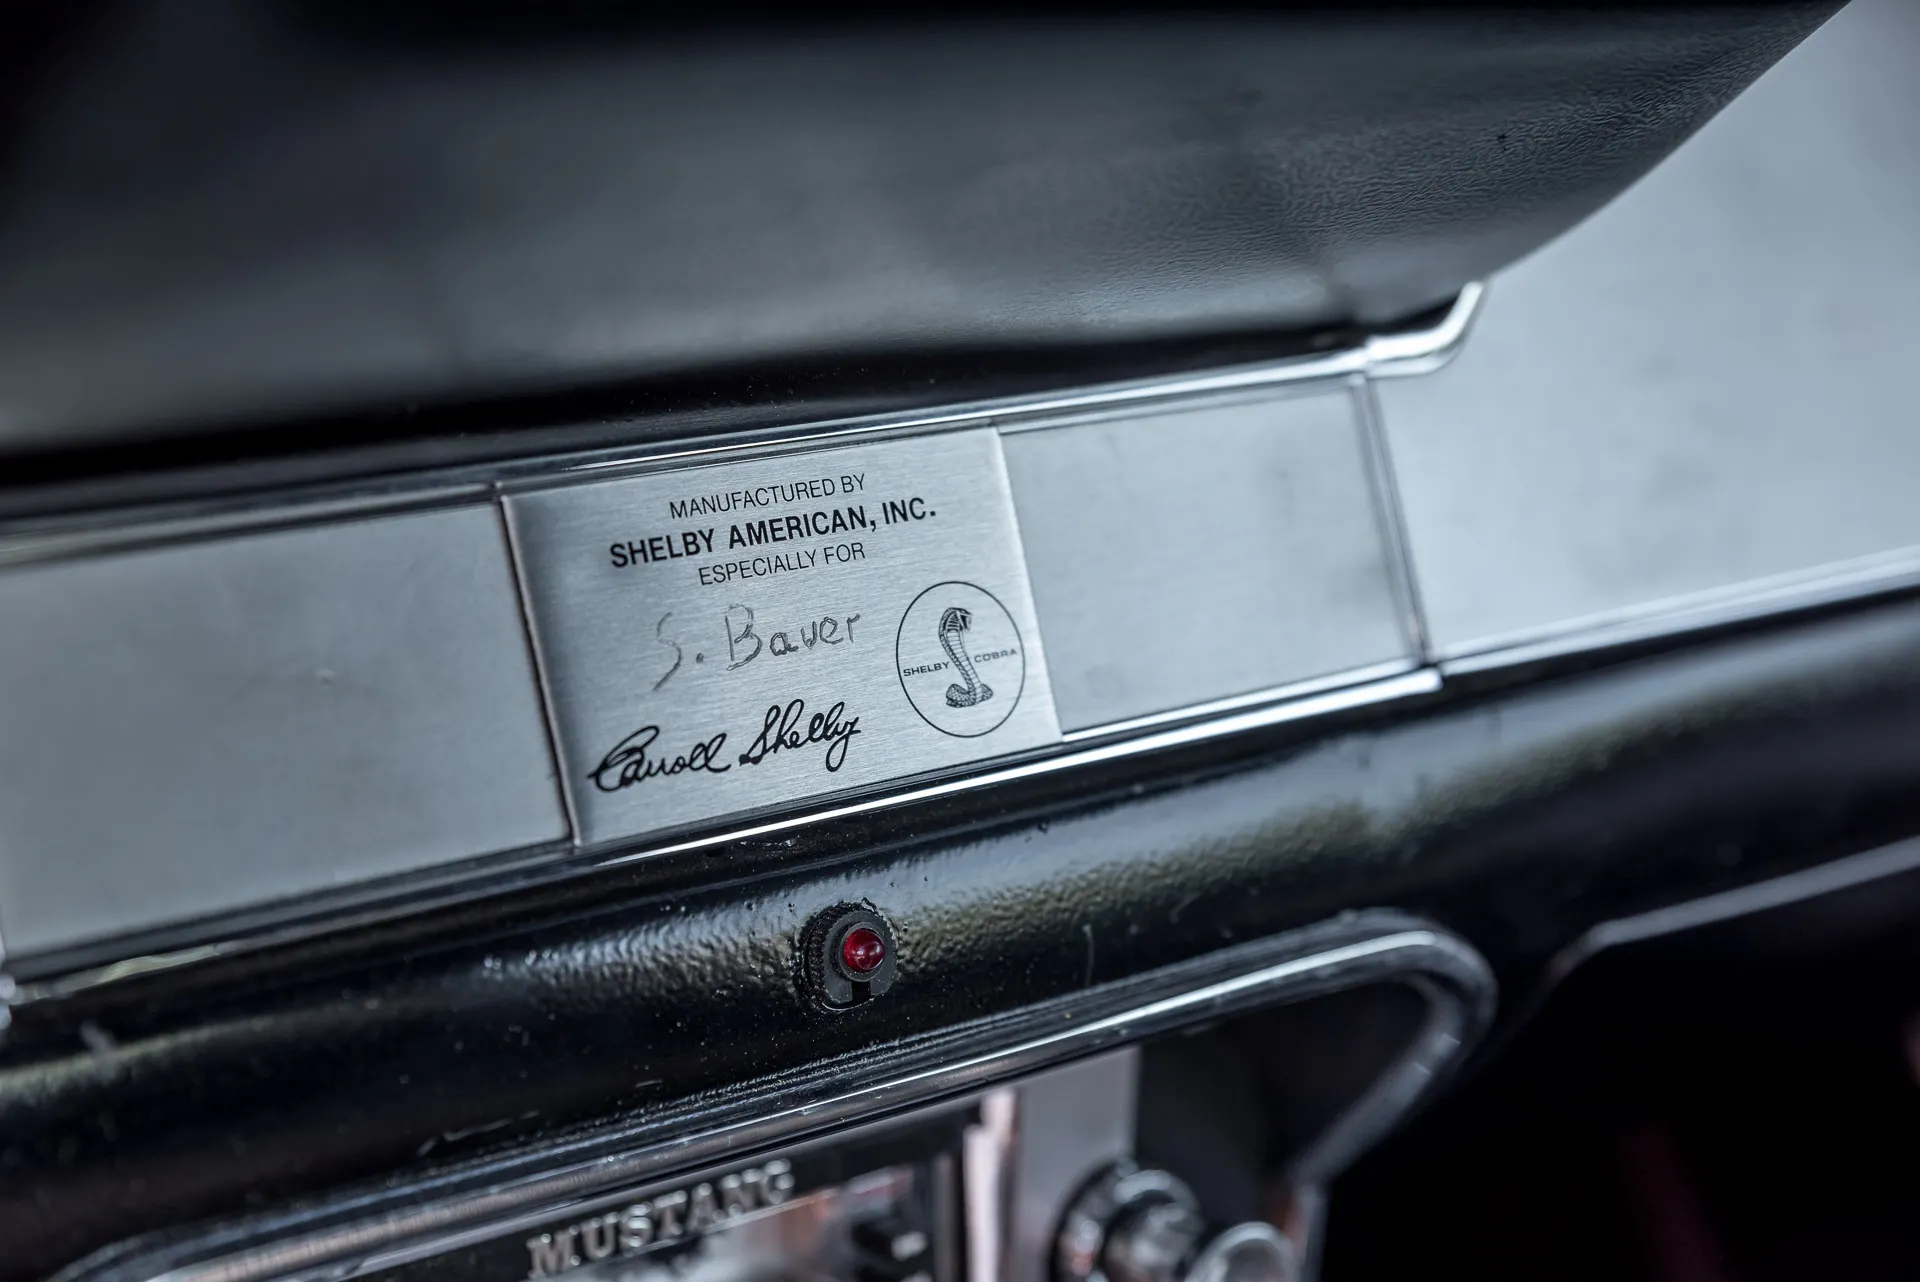 MANUFACTURED BY
SHELBY AMERICAN, INC.
ESPECIALLY FOR
S. Bauer
SHELBY COBRA
Carroll Shelby
MUSTANG